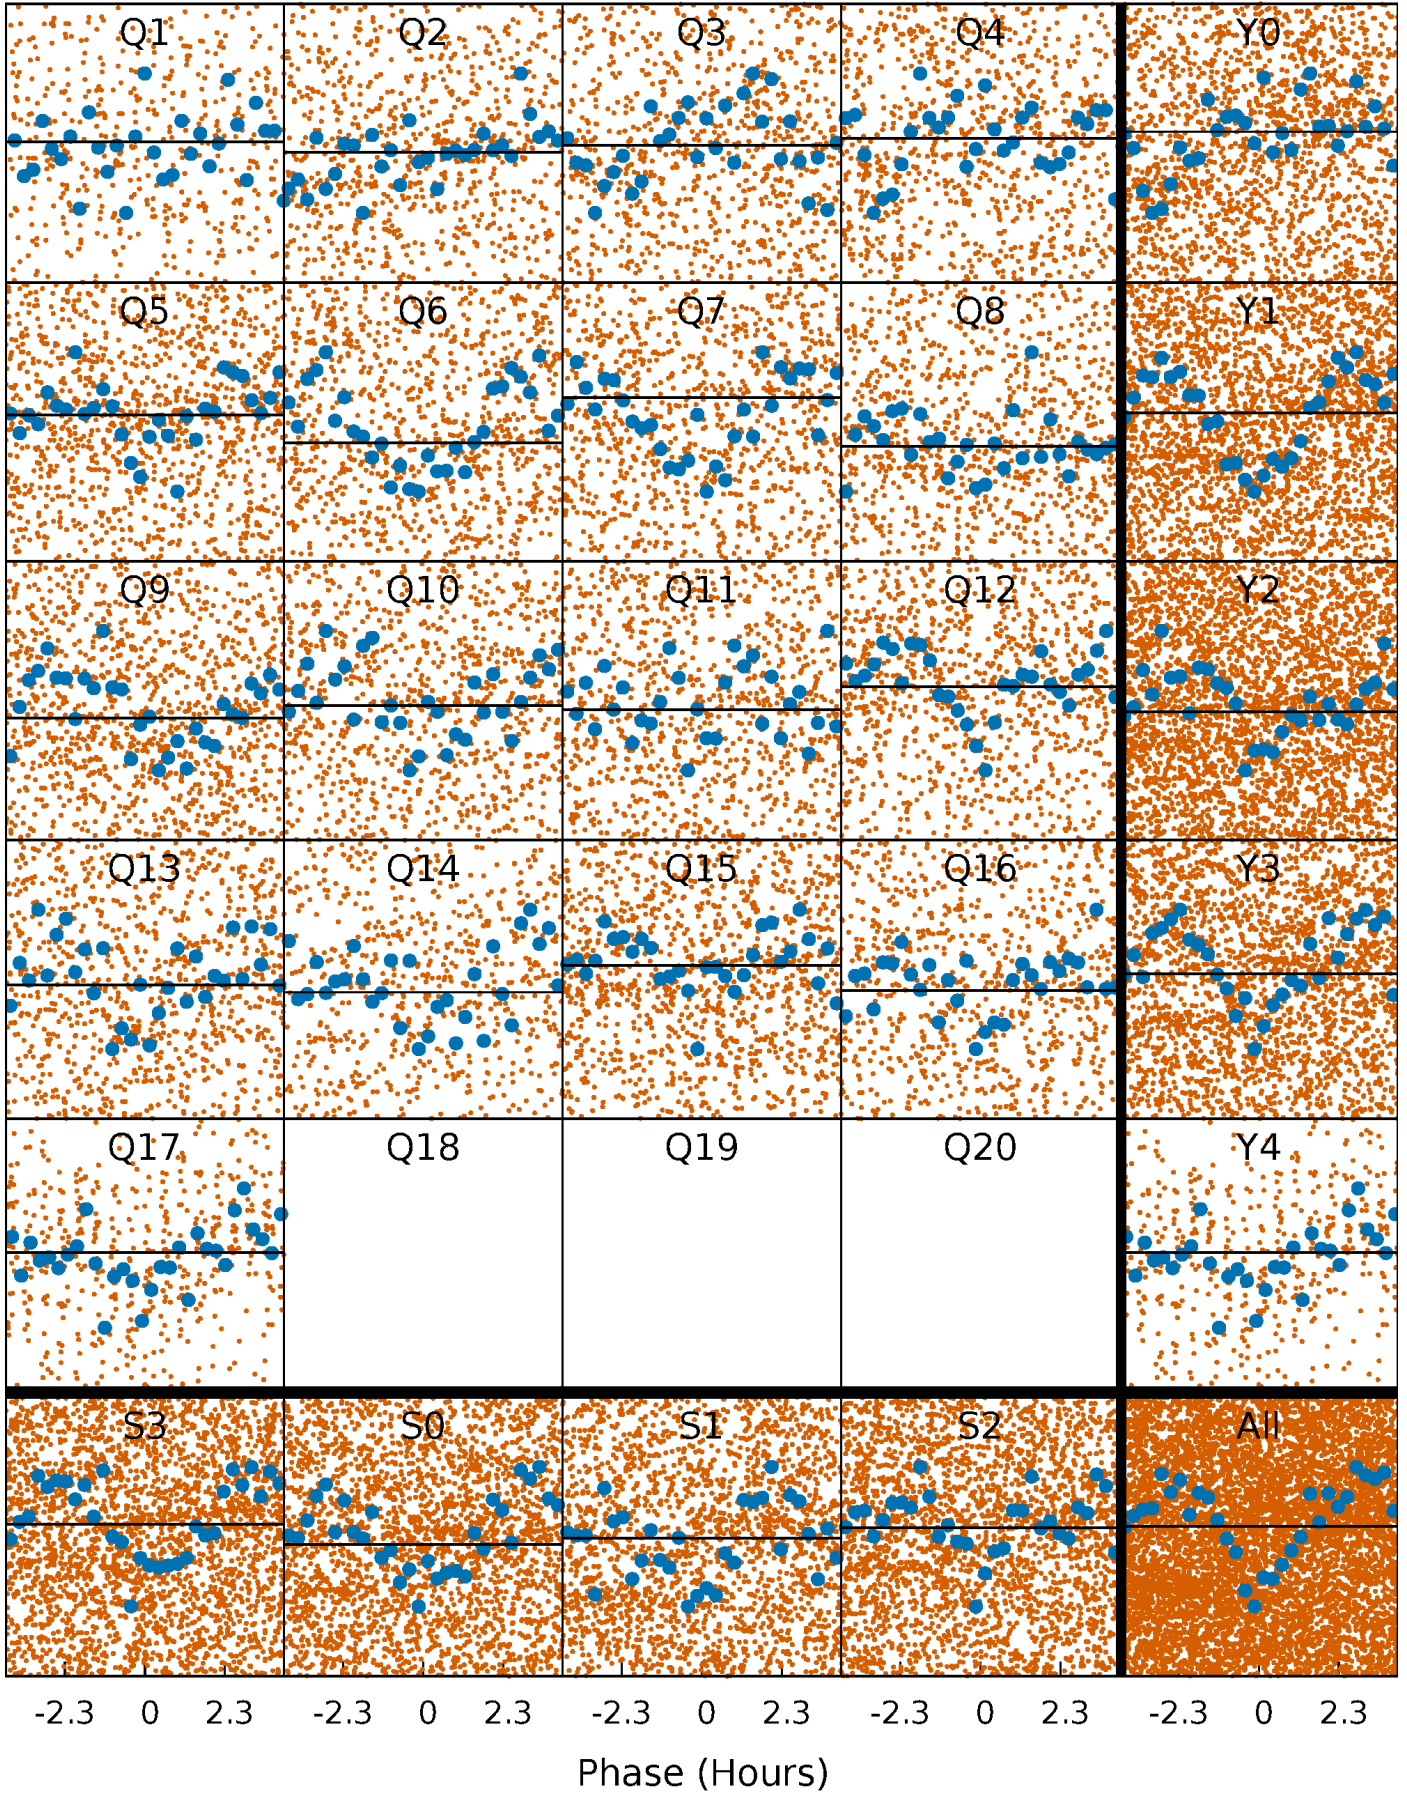 Q1 Q2 Q3 Q4 Y0
Q5 Q6 Q7 Q8 Y1
Q9 Q10 Q11 Q12 Y2
Q13 Q14 Q15 Q16 Y3
Q17 Q18 Q19 Q20 Y4
S3 S0 S1 S2 All
-2.3 0 2.3 -2.3 0 2.3 -2.3 0 2.3 -2.3 0 2.3 -2.3 0 2.3
Phase (Hours)